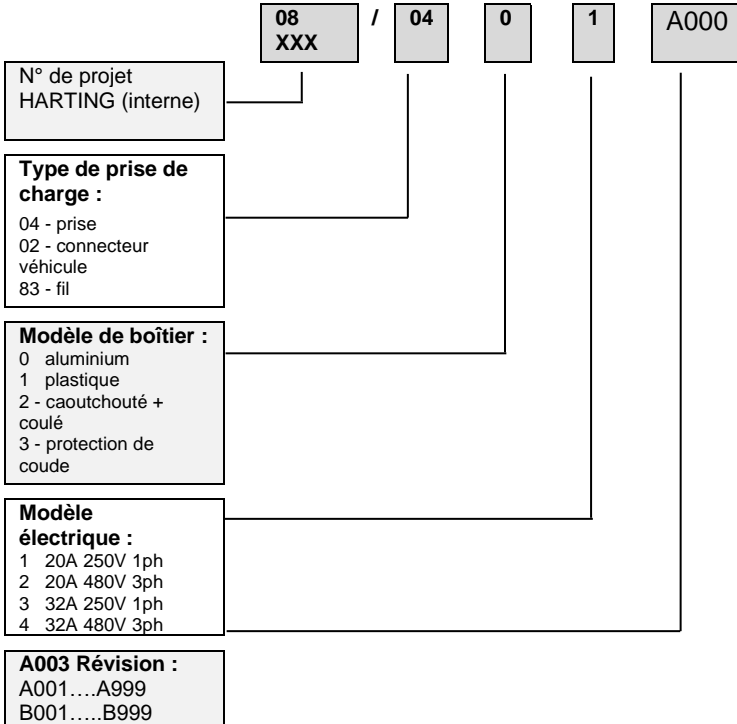 08 / 04 0 1 A000
XXX
N° de projet
HARTING (interne)
Type de prise de
charge :
04 - prise
02 - connecteur
véhicule
83 - fil
Modèle de boîtier :
0 aluminium
1 plastique
2 - caoutchouté +
coulé
3 - protection de
coude
Modèle
électrique :
1 20A 250V 1ph
2 20A 480V 3ph
3 32A 250V 1ph
4 32A 480V 3ph
A003 Révision :
A001....A999
B001.....B999